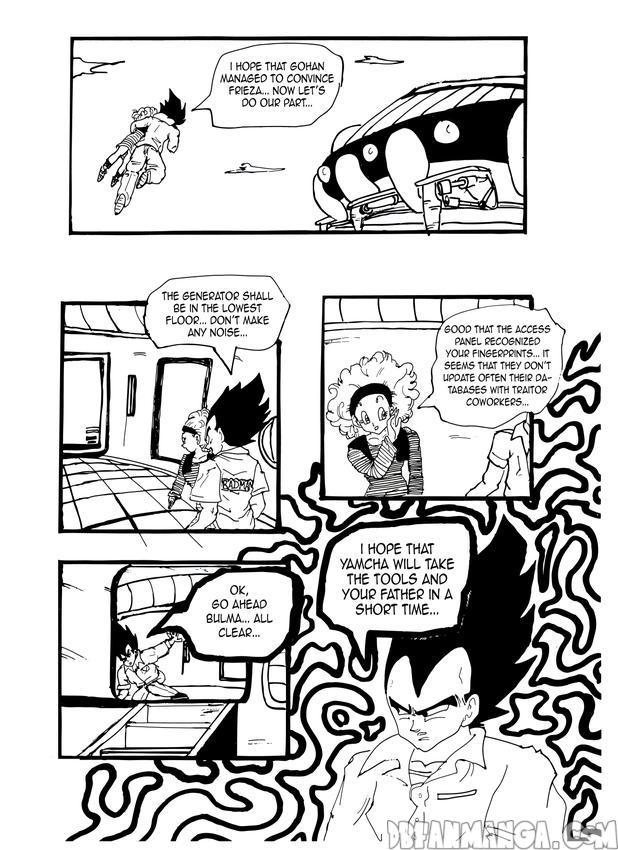 I HOPE THAT GOHAN
MANAGED TO CONVINCE
FRIEZA... NOW LET'S
DO OUR PART...
THE GENERATOR SHALL
BE IN THE LOWEST
FLOOR... DON'T MAKE
ANY NOISE...
BADMAN
GOOD THAT THE ACCESS
PANEL RECOGNIZED
YOUR FINGERPRINTS... IT
SEEMS THAT THEY DON'T
UPDATE OFTEN THEIR DA-
TABASES WITH TRAITOR
COWORKERS...
OK,
GO AHEAD
BULMA... ALL
CLEAR...
I HOPE THAT
YAMCHA WILL TAKE
THE TOOLS AND
YOUR FATHER IN A
SHORT TIME...
DBFANMANGA.COM